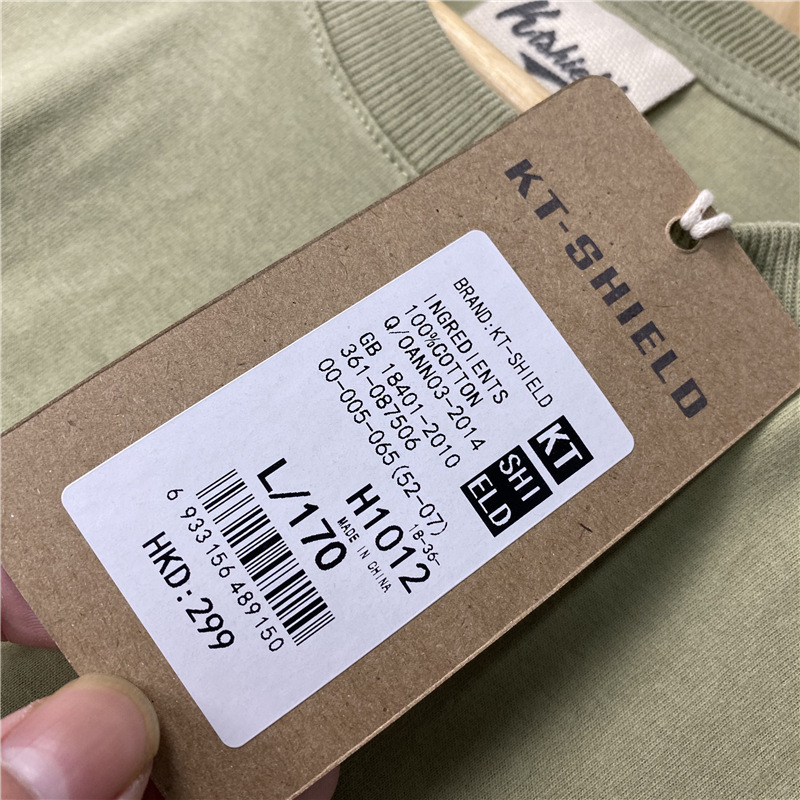 Ktshield
KT-SHIELD
BRAND:KT-SHIELD
INGREDIENTS
100%COTTON
Q/0ANN03-2014
GB 18401-2010
361-087506
00-005-065(52-07)
18-36-
KT
SHI
ELD
H1012
MADE IN CHINA
L/170
6 933156 489150
HKD:299